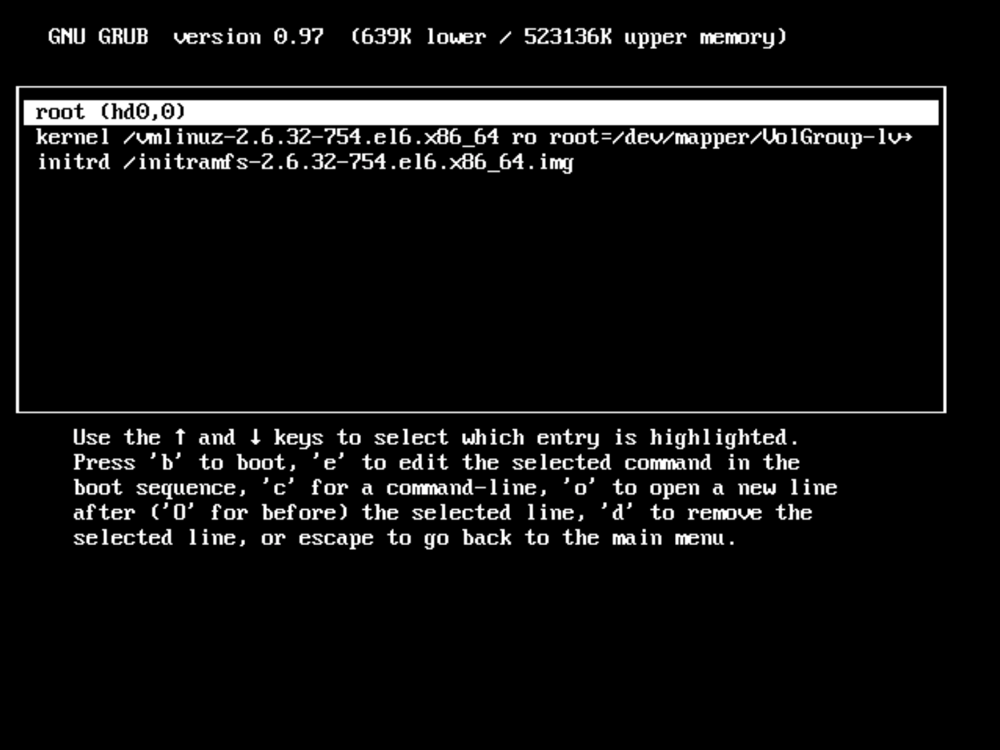 GNU GRUB  version 0.97  (639K lower / 523136K upper memory)
root (hd0,0)
kernel /vmlinuz-2.6.32-754.el6.x86_64 ro root=/dev/mapper/VolGroup-lv→
initrd /initramfs-2.6.32-754.el6.x86_64.img
Use the ↑ and ↓ keys to select which entry is highlighted.
Press 'b' to boot, 'e' to edit the selected command in the
boot sequence, 'c' for a command-line, 'o' to open a new line
after ('O' for before) the selected line, 'd' to remove the
selected line, or escape to go back to the main menu.